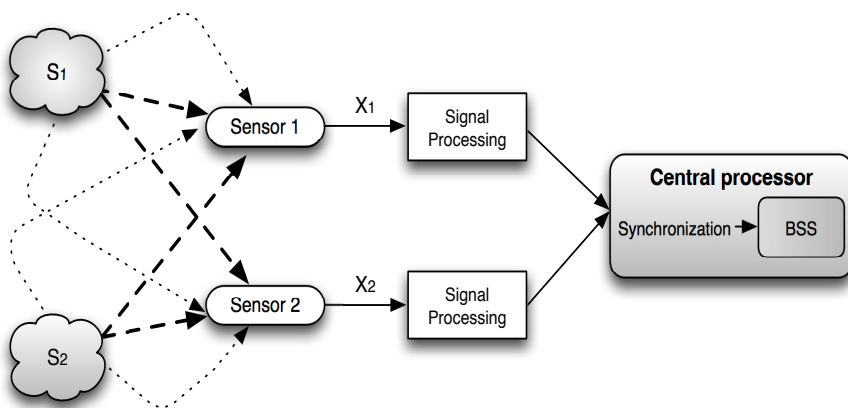 S1
Sensor 1
X1
Signal
Processing
Central processor
Synchronization
BSS
S2
Sensor 2
X2
Signal
Processing